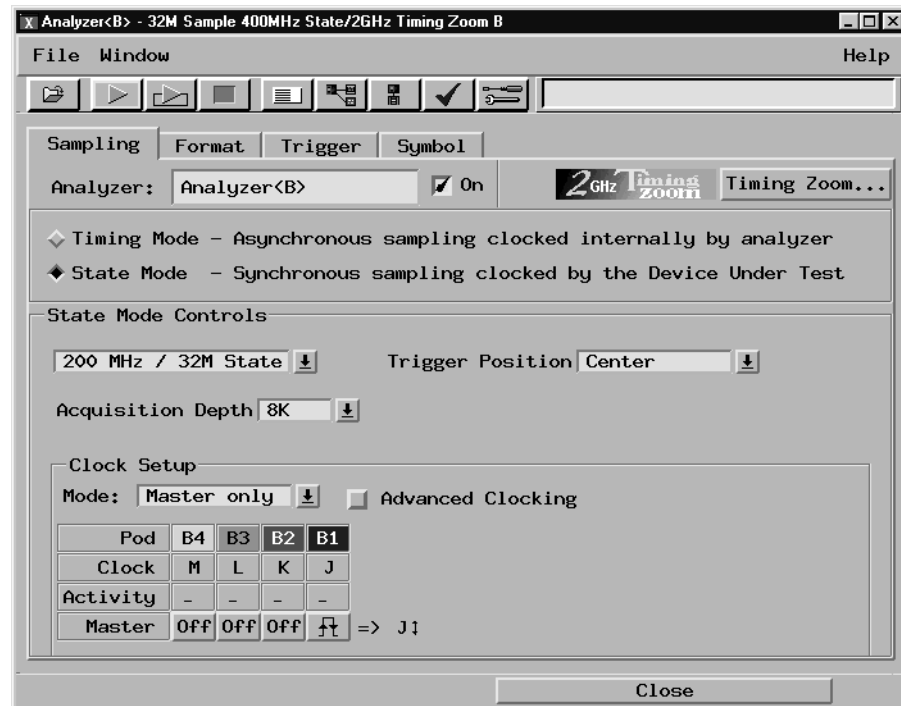 X Analyzer<B> - 32M Sample 400MHz State/2GHz Timing Zoom B
File Window Help
Sampling Format Trigger Symbol
Analyzer: Analyzer<B> On 2GHz Timing zoom Timing Zoom...
Timing Mode - Asynchronous sampling clocked internally by analyzer
State Mode - Synchronous sampling clocked by the Device Under Test
State Mode Controls
200 MHz / 32M State Trigger Position Center
Acquisition Depth 8K
Clock Setup
Mode: Master only Advanced Clocking
Pod B4 B3 B2 B1
Clock M L K J
Activity - - - -
Master Off Off Off => J↕
Close